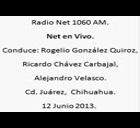 Radio Net 1060 AM.
Net en Vivo.
Conduce: Rogelio González Quiroz,
Ricardo Chávez Carbajal,
Alejandro Velasco.
Cd. Juárez,  Chihuahua.
12 Junio 2013.